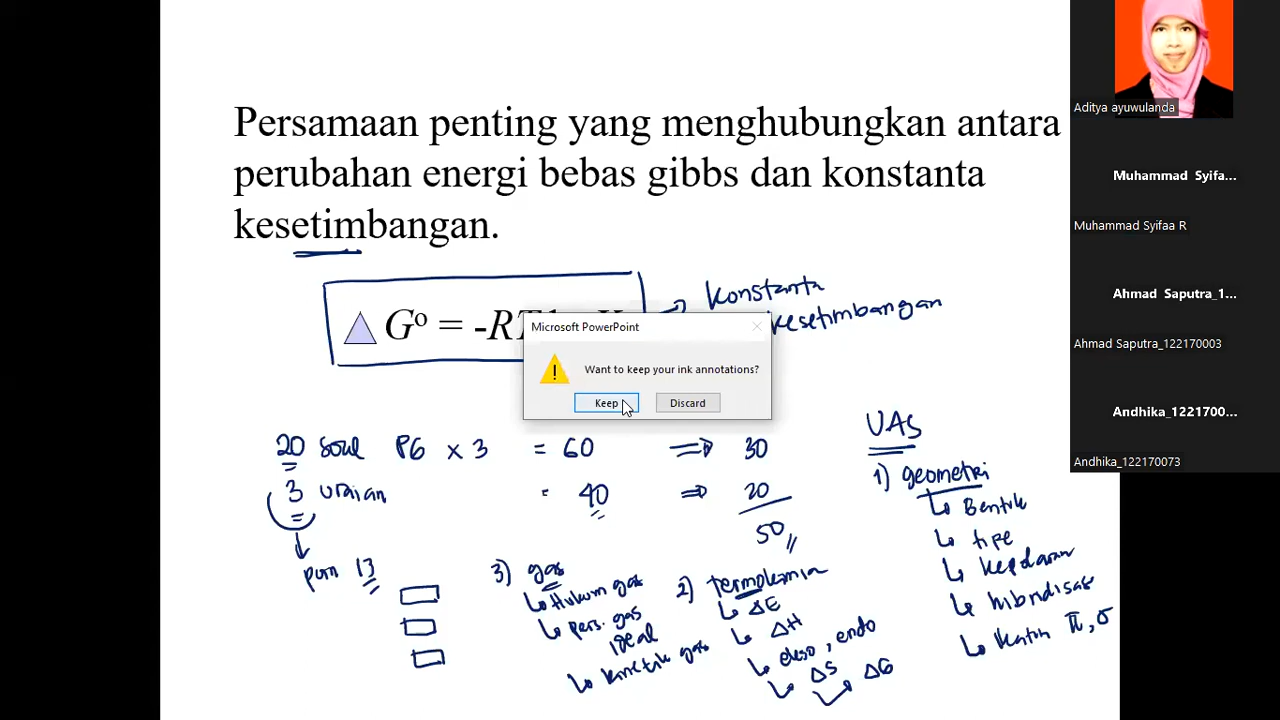 Persamaan penting yang menghubungkan antara
perubahan energi bebas gibbs dan konstanta
kesetimbangan.
Gº = -RT
konstanta
kesetimbangan
Microsoft PowerPoint
Want to keep your ink annotations?
Keep
Discard
20 soal PG x 3 = 60 ⇒ 30
3 uraian = 40 ⇒ 20
50
pern 13
UAS
1) geometri
↳ Bentuk
↳ tipe
↳ kepolaran
↳ hibridisasi
↳ ikatan π, σ
2) termokimia
↳ ΔE
↳ ΔH
↳ ekso, endo
↳ ΔS
↳ ΔG
3) gas
↳ Hukum gas
↳ pers. gas
ideal
↳ kinetik gas
Aditya ayuwulanda
Muhammad Syifa...
Muhammad Syifaa R
Ahmad Saputra_1...
Ahmad Saputra_122170003
Andhika_1221700...
Andhika_122170073